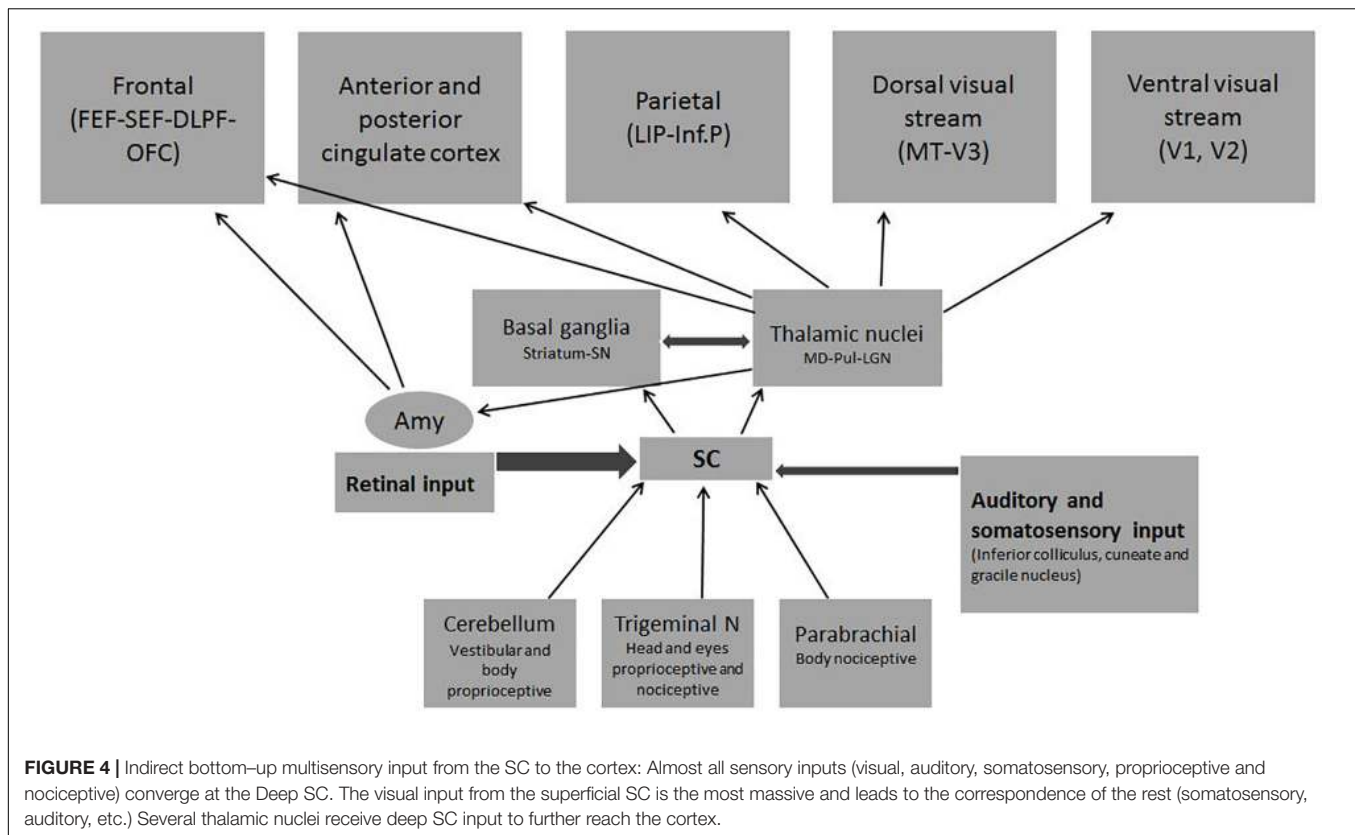 Frontal
(FEF-SEF-DLPF-
OFC)
Anterior and
posterior
cingulate cortex
Parietal
(LIP-Inf.P)
Dorsal visual
stream
(MT-V3)
Ventral visual
stream
(V1, V2)
Basal ganglia
Striatum-SN
Thalamic nuclei
MD-Pul-LGN
Amy
Retinal input
SC
Auditory and
somatosensory input
(Inferior colliculus, cuneate and
gracile nucleus)
Cerebellum
Vestibular and
body
proprioceptive
Trigeminal N
Head and eyes
proprioceptive and
nociceptive
Parabrachial
Body nociceptive
FIGURE 4 | Indirect bottom–up multisensory input from the SC to the cortex: Almost all sensory inputs (visual, auditory, somatosensory, proprioceptive and
nociceptive) converge at the Deep SC. The visual input from the superficial SC is the most massive and leads to the correspondence of the rest (somatosensory,
auditory, etc.) Several thalamic nuclei receive deep SC input to further reach the cortex.